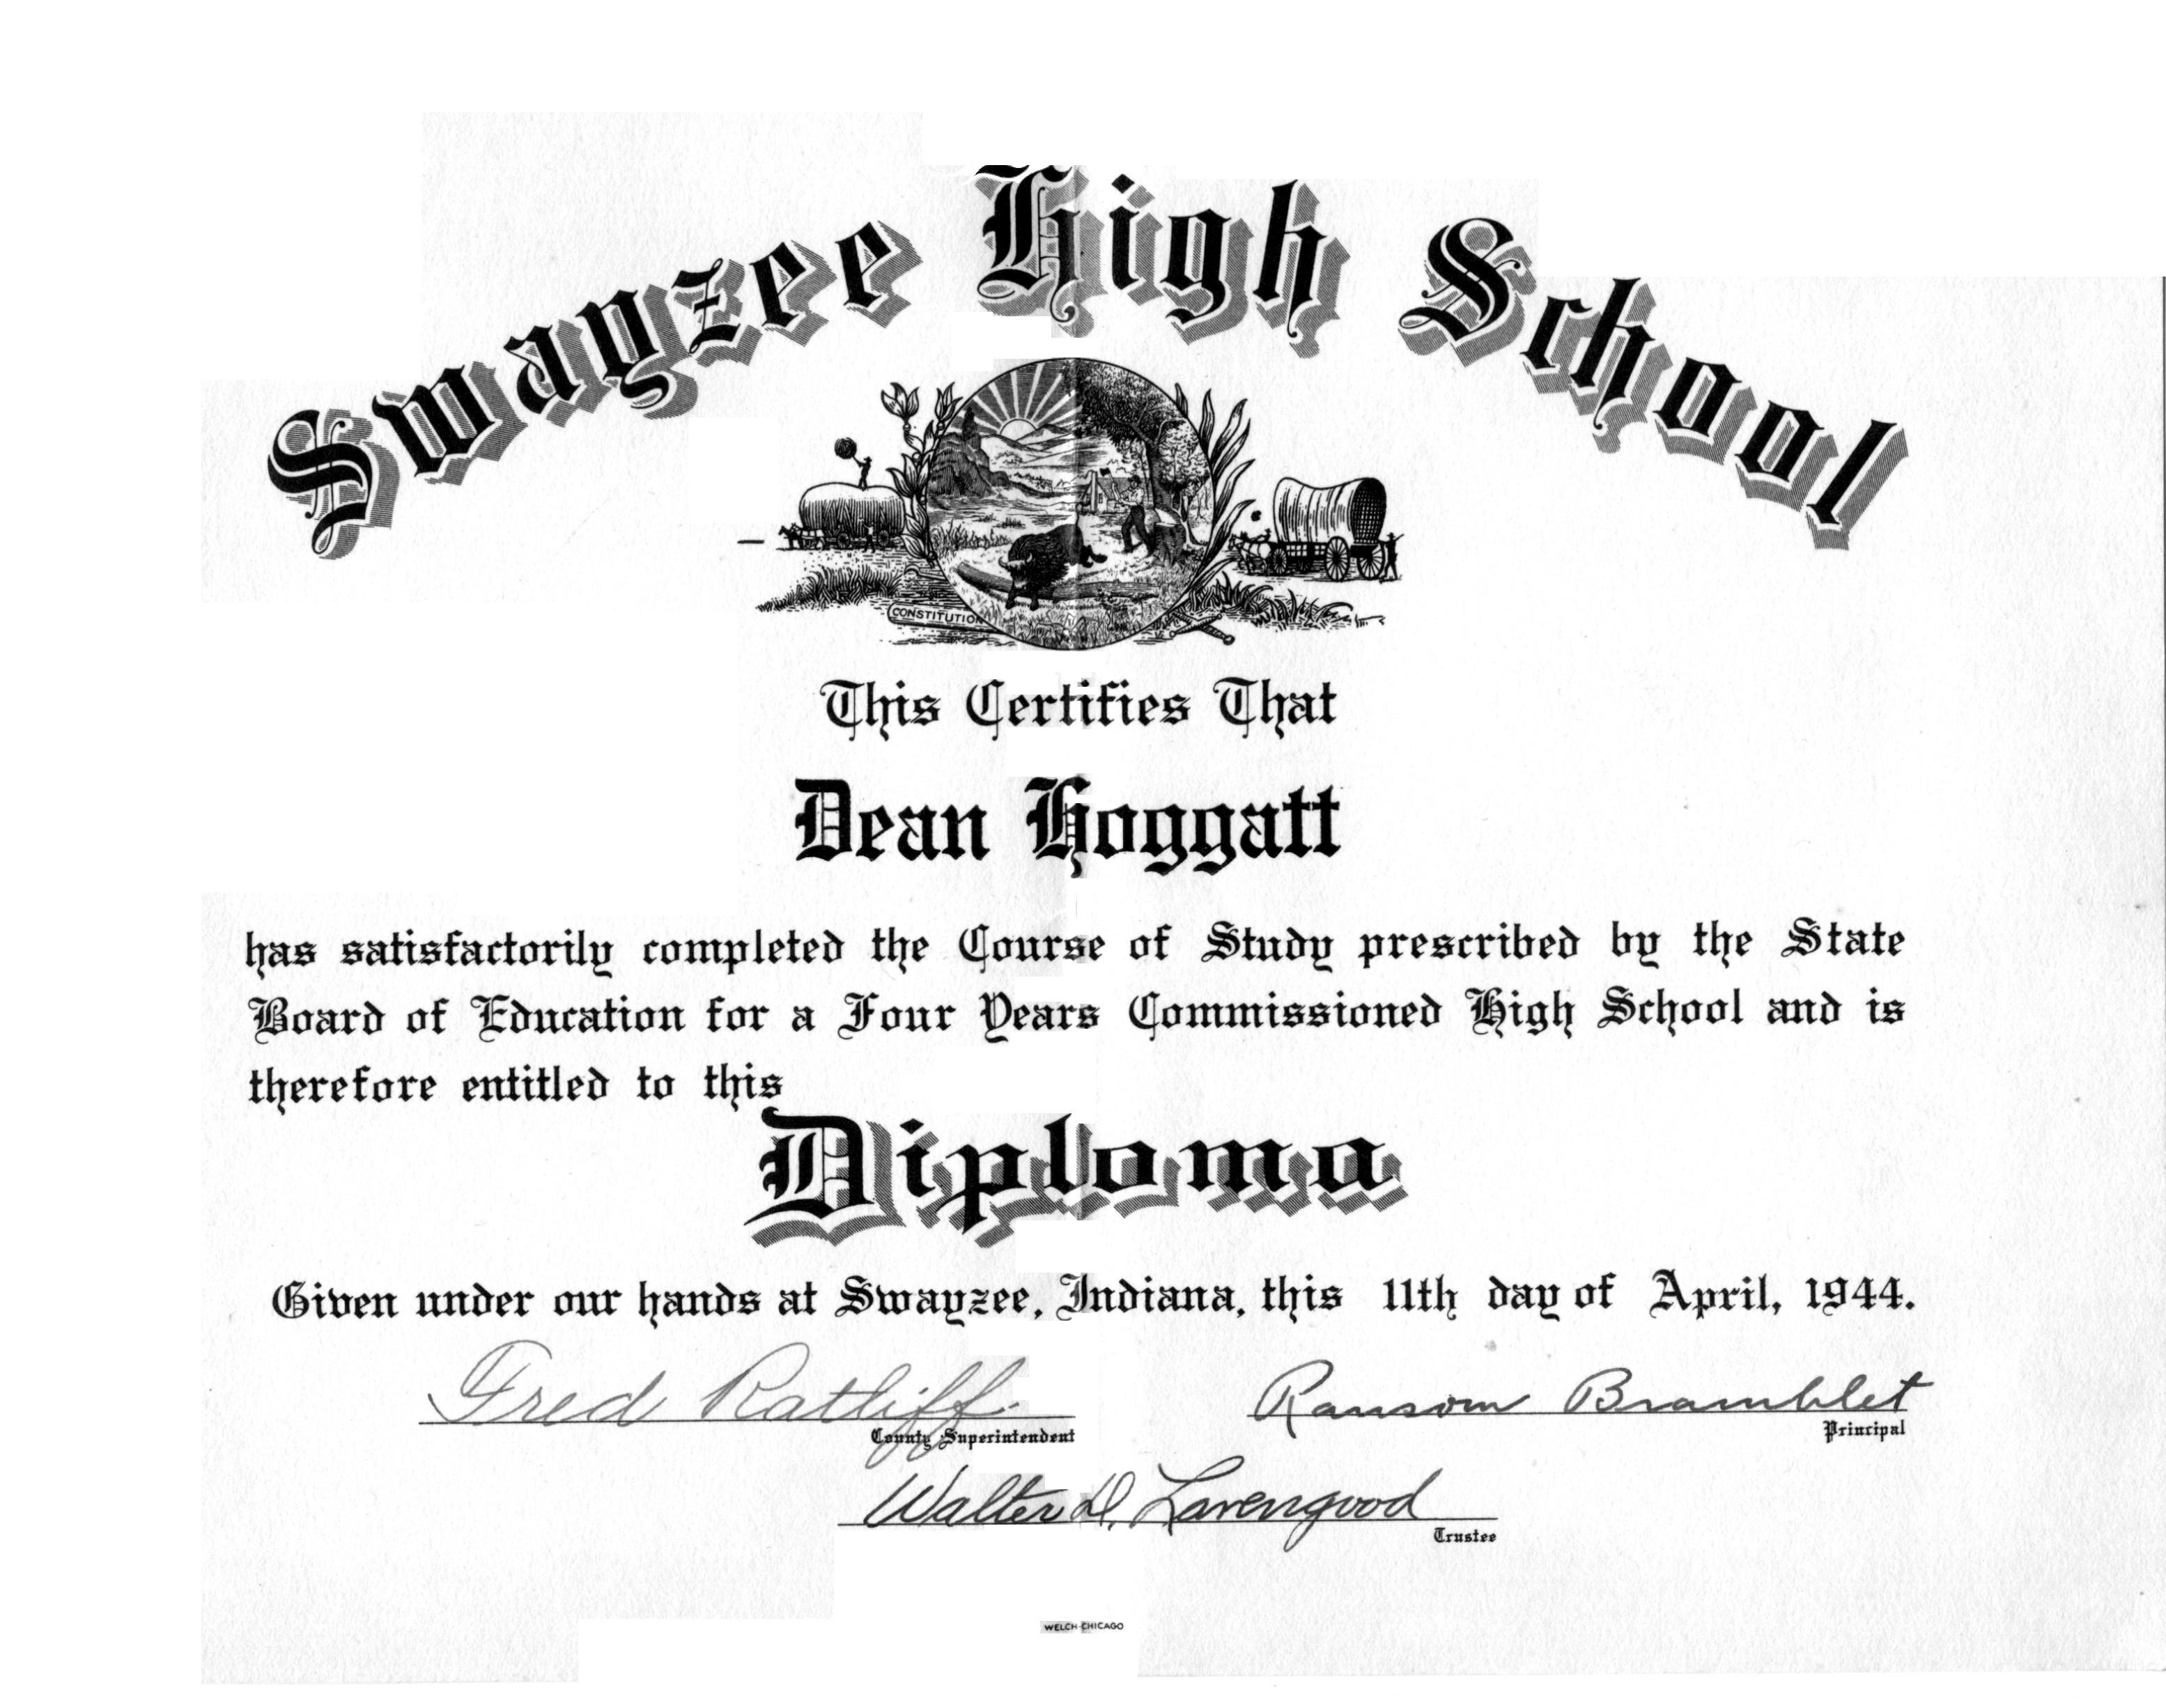 Swayzee High School
CONSTITUTION
This Certifies That
Dean Hoggatt
has satisfactorily completed the Course of Study prescribed by the State
Board of Education for a Four Years Commissioned High School and is
therefore entitled to this
Diploma
Given under our hands at Swayzee, Indiana, this 11th day of April, 1944.
Fred Ratliff
County Superintendent
Ransom Bramblet
Principal
Walter D. Lavengood
Trustee
WELCH-CHICAGO